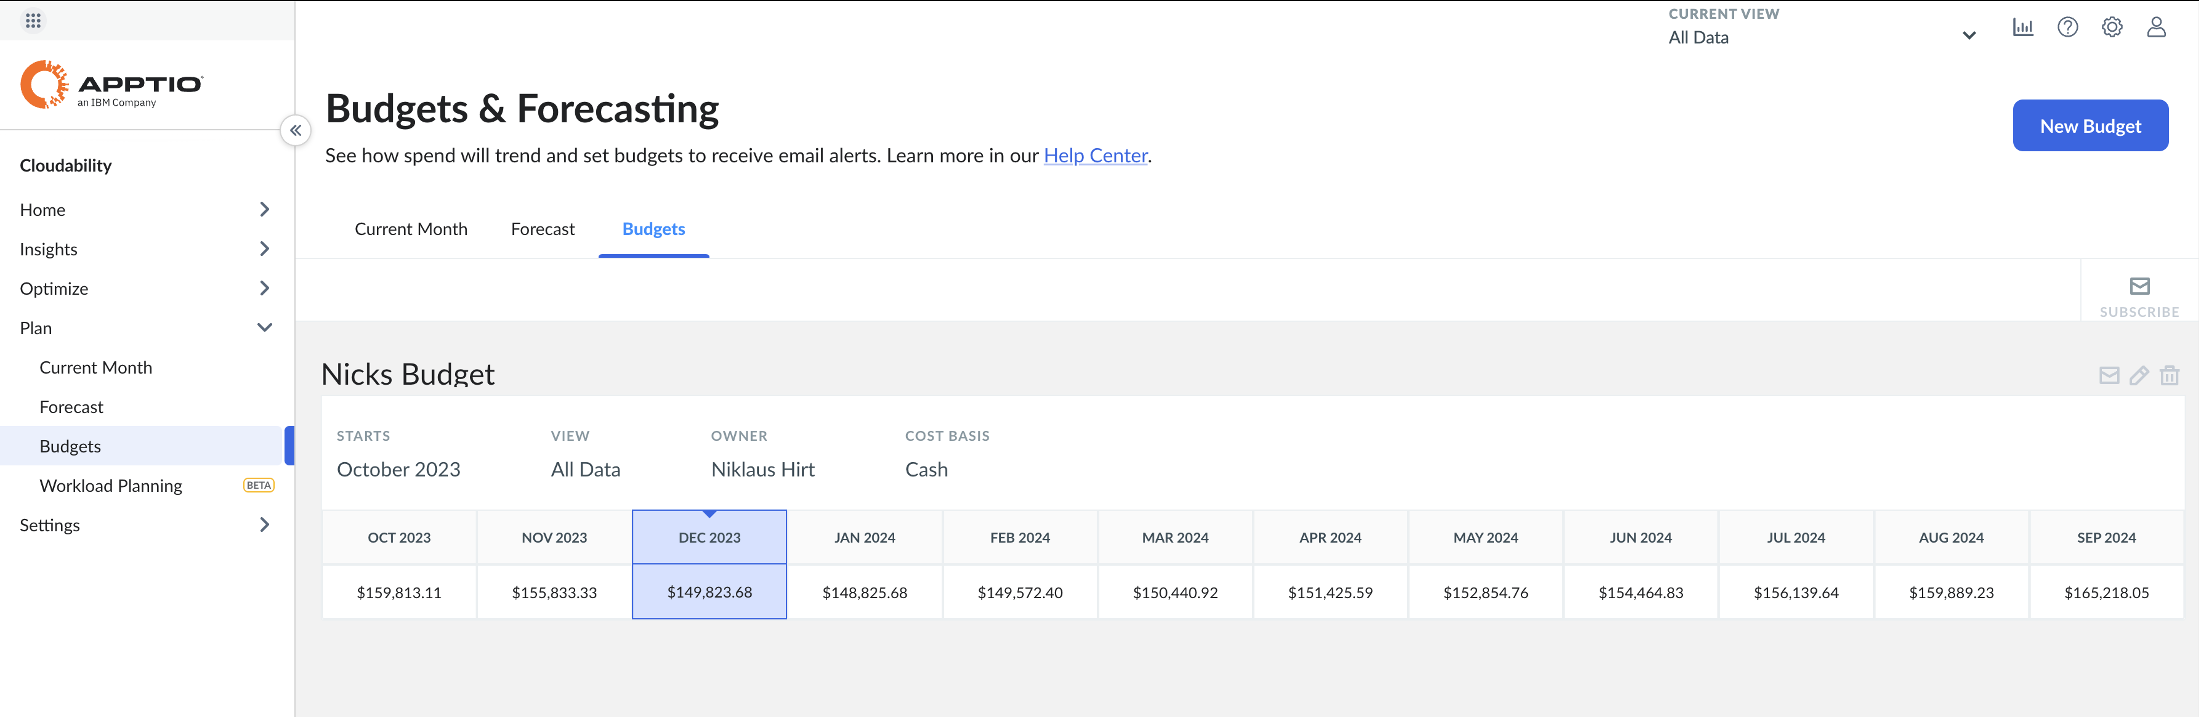 CURRENT VIEW
All Data
APPTIO
an IBM Company
Cloudability
Home
Insights
Optimize
Plan
Current Month
Forecast
Budgets
Workload Planning BETA
Settings
Budgets & Forecasting
New Budget
See how spend will trend and set budgets to receive email alerts. Learn more in our Help Center.
Current Month Forecast Budgets
SUBSCRIBE
Nicks Budget
STARTS VIEW OWNER COST BASIS
October 2023 All Data Niklaus Hirt Cash
OCT 2023 NOV 2023 DEC 2023 JAN 2024 FEB 2024 MAR 2024 APR 2024 MAY 2024 JUN 2024 JUL 2024 AUG 2024 SEP 2024
$159,813.11 $155,833.33 $149,823.68 $148,825.68 $149,572.40 $150,440.92 $151,425.59 $152,854.76 $154,464.83 $156,139.64 $159,889.23 $165,218.05